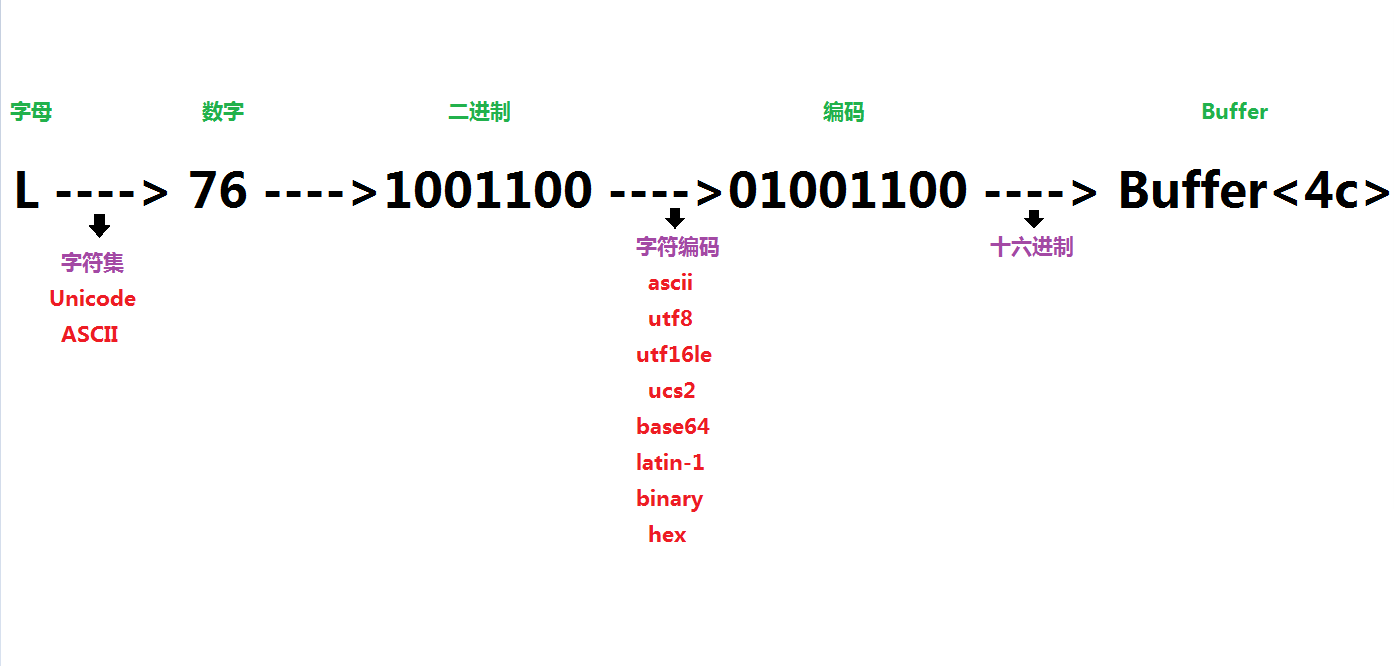 字母 数字 二进制 编码 Buffer
L ----> 76 ---->1001100 ---->01001100 ----> Buffer<4c>
字符集
Unicode
ASCII
字符编码
ascii
utf8
utf16le
ucs2
base64
latin-1
binary
hex
十六进制